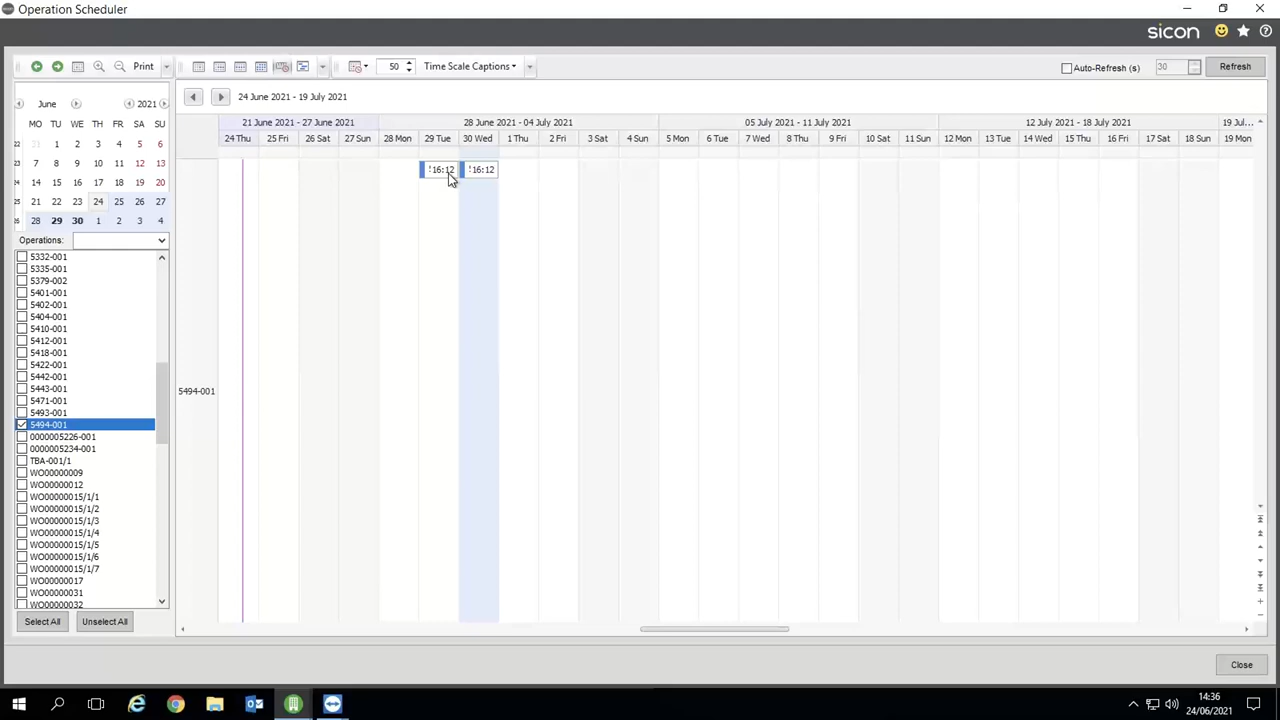 Operation Scheduler
sicon
Print
50
Time Scale Captions
Auto-Refresh (s)
30
Refresh
June
2021
24 June 2021 - 19 July 2021
21 June 2021 - 27 June 2021
28 June 2021 - 04 July 2021
05 July 2021 - 11 July 2021
12 July 2021 - 18 July 2021
19 Jul...
24 Thu 25 Fri 26 Sat 27 Sun 28 Mon 29 Tue 30 Wed 1 Thu 2 Fri 3 Sat 4 Sun 5 Mon 6 Tue 7 Wed 8 Thu 9 Fri 10 Sat 11 Sun 12 Mon 13 Tue 14 Wed 15 Thu 16 Fri 17 Sat 18 Sun 19 Mon
MO TU WE TH FR SA SU
22 31 1 2 3 4 5 6
23 7 8 9 10 11 12 13
24 14 15 16 17 18 19 20
25 21 22 23 24 25 26 27
26 28 29 30 1 2 3 4
16:12
16:12
Operations:
5332-001
5335-001
5379-002
5401-001
5402-001
5404-001
5410-001
5412-001
5418-001
5422-001
5442-001
5443-001
5471-001
5493-001
5494-001
0000005226-001
0000005234-001
TBA-001/1
WO00000009
WO00000012
WO00000015/1/1
WO00000015/1/2
WO00000015/1/3
WO00000015/1/4
WO00000015/1/5
WO00000015/1/6
WO00000015/1/7
WO00000017
WO00000031
WO00000032
5494-001
Select All
Unselect All
Close
14:36
24/06/2021